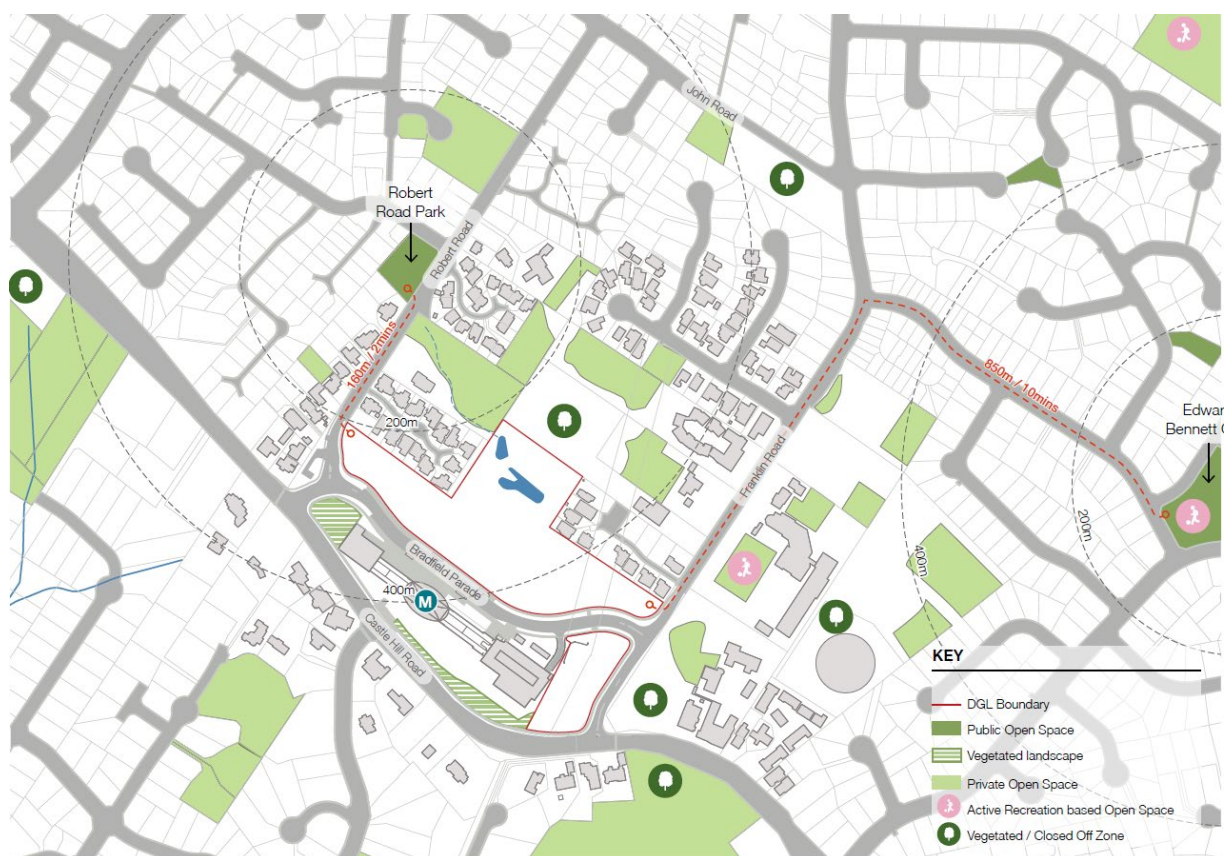 John Road
Robert
Road Park
Robert Road
160m / 2mins
200m
850m / 10mins
Edwar
Bennett O
Franklin Road
200m
400m
Bradfield Parade
400m
M
Castle Hill Road
KEY
DGL Boundary
Public Open Space
Vegetated landscape
Private Open Space
Active Recreation based Open Space
Vegetated / Closed Off Zone